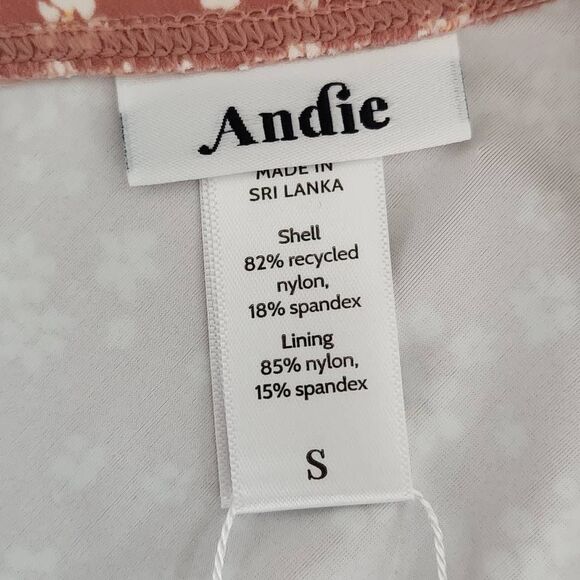 Andie
MADE IN
SRI LANKA
Shell
82% recycled
nylon,
18% spandex
Lining
85% nylon,
15% spandex
S